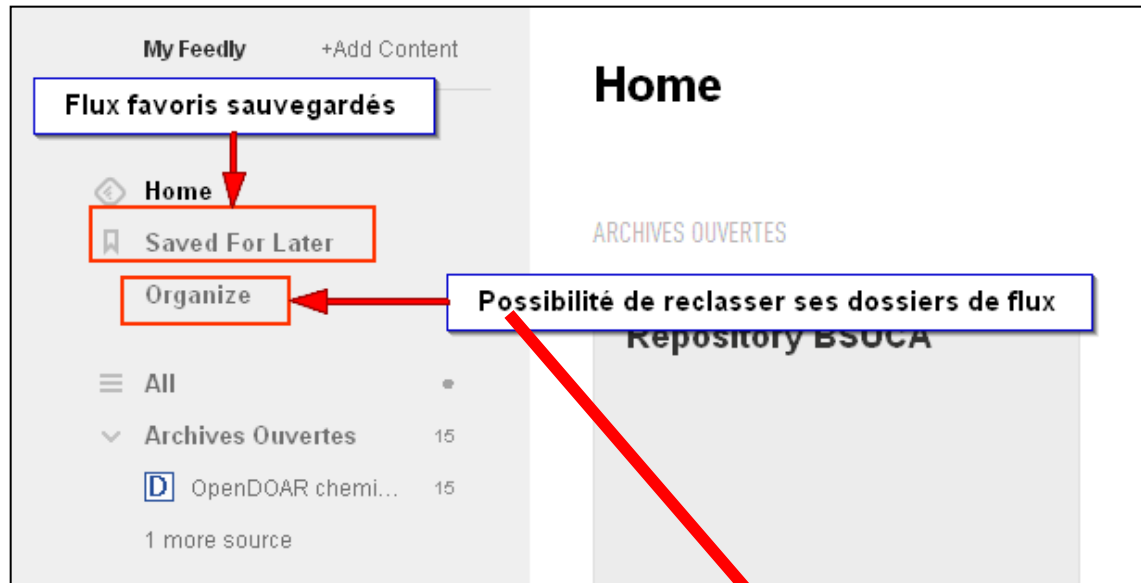 My Feedly +Add Content
Flux favoris sauvegardés
Home
Saved For Later
Organize
All
Archives Ouvertes 15
D OpenDOAR chemi... 15
1 more source
Home
ARCHIVES OUVERTES
Possibilité de reclasser ses dossiers de flux
Repository BSUCA